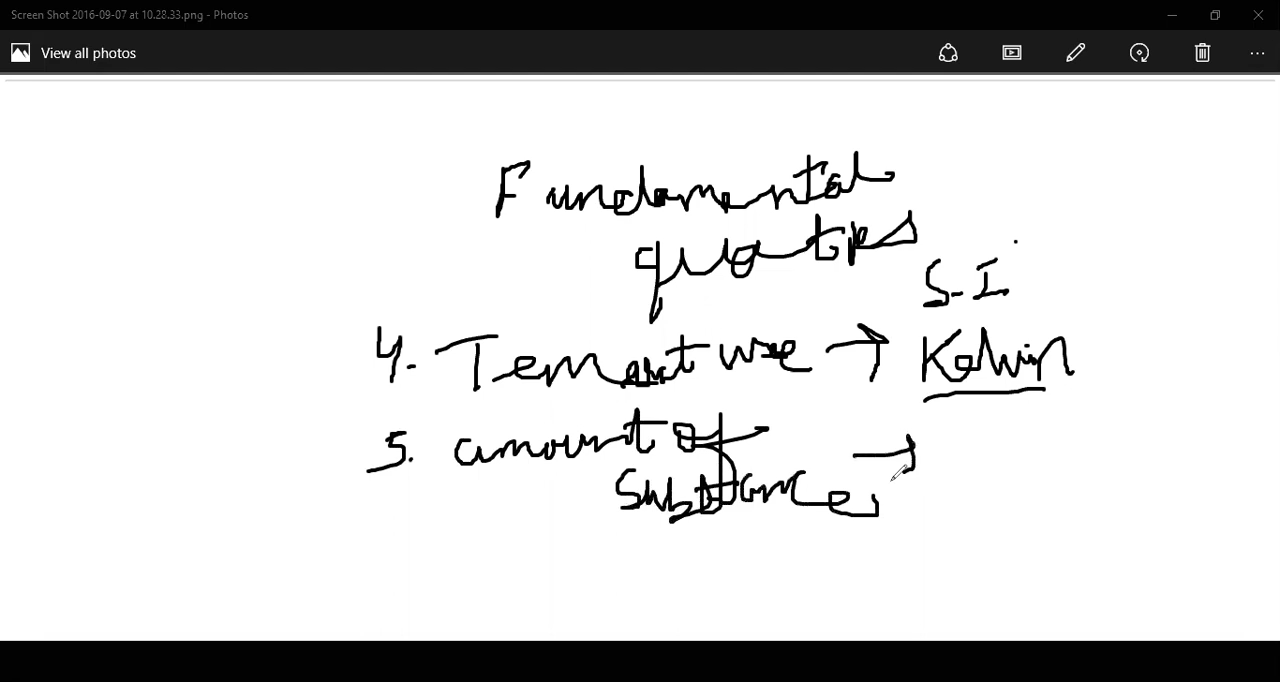 Screen Shot 2016-09-07 at 10.28.33.png - Photos
View all photos
Fundamental
S.I
4. Temperature → Kelvin
5. amount of →
Substance